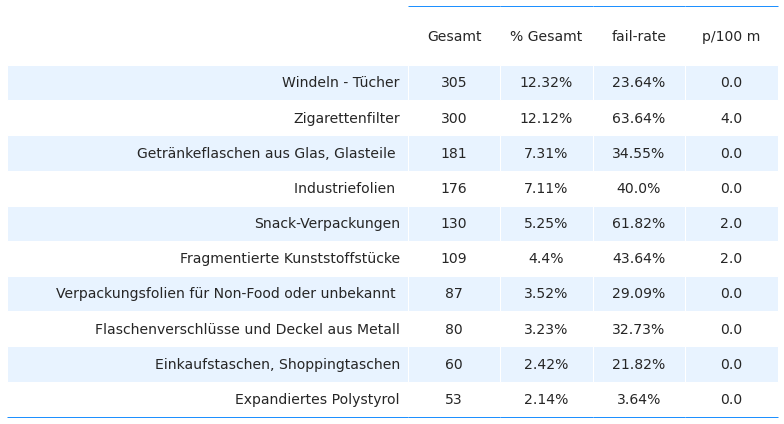 Gesamt % Gesamt fail-rate p/100 m
Windeln - Tücher 305 12.32% 23.64% 0.0
Zigarettenfilter 300 12.12% 63.64% 4.0
Getränkeflaschen aus Glas, Glasteile 181 7.31% 34.55% 0.0
Industriefolien 176 7.11% 40.0% 0.0
Snack-Verpackungen 130 5.25% 61.82% 2.0
Fragmentierte Kunststoffstücke 109 4.4% 43.64% 2.0
Verpackungsfolien für Non-Food oder unbekannt 87 3.52% 29.09% 0.0
Flaschenverschlüsse und Deckel aus Metall 80 3.23% 32.73% 0.0
Einkaufstaschen, Shoppingtaschen 60 2.42% 21.82% 0.0
Expandiertes Polystyrol 53 2.14% 3.64% 0.0